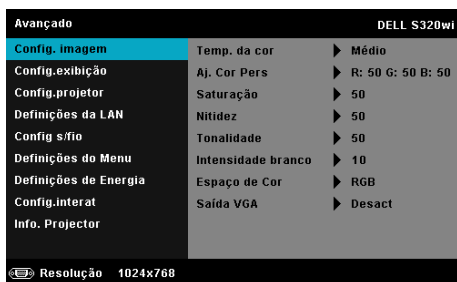 Avançado DELL S320wi
Config. imagem Temp. da cor Médio
Config.exibição Aj. Cor Pers R: 50 G: 50 B: 50
Config.projetor Saturação 50
Definições da LAN Nitidez 50
Config s/fio Tonalidade 50
Definições do Menu Intensidade branco 10
Definições de Energia Espaço de Cor RGB
Config.interat Saída VGA Desact
Info. Projector
Resolução 1024x768